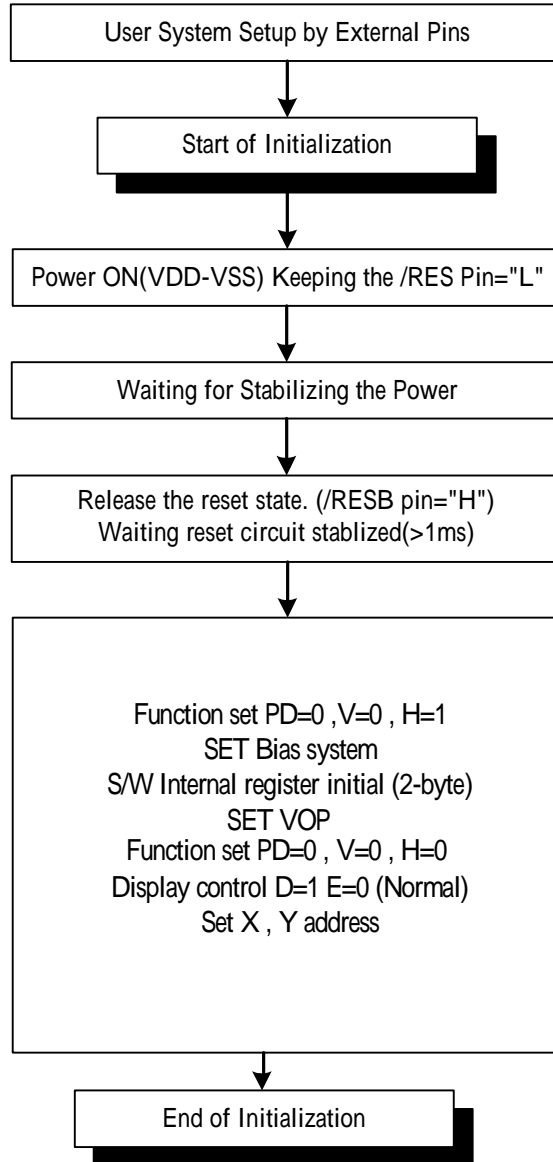 User System Setup by External Pins
Start of Initialization
Power ON(VDD-VSS) Keeping the /RES Pin="L"
Waiting for Stabilizing the Power
Release the reset state. (/RESB pin="H")
Waiting reset circuit stablized(>1ms)
Function set PD=0 ,V=0 , H=1
SET Bias system
S/W Internal register initial (2-byte)
SET VOP
Function set PD=0 , V=0 , H=0
Display control D=1 E=0 (Normal)
Set X , Y address
End of Initialization